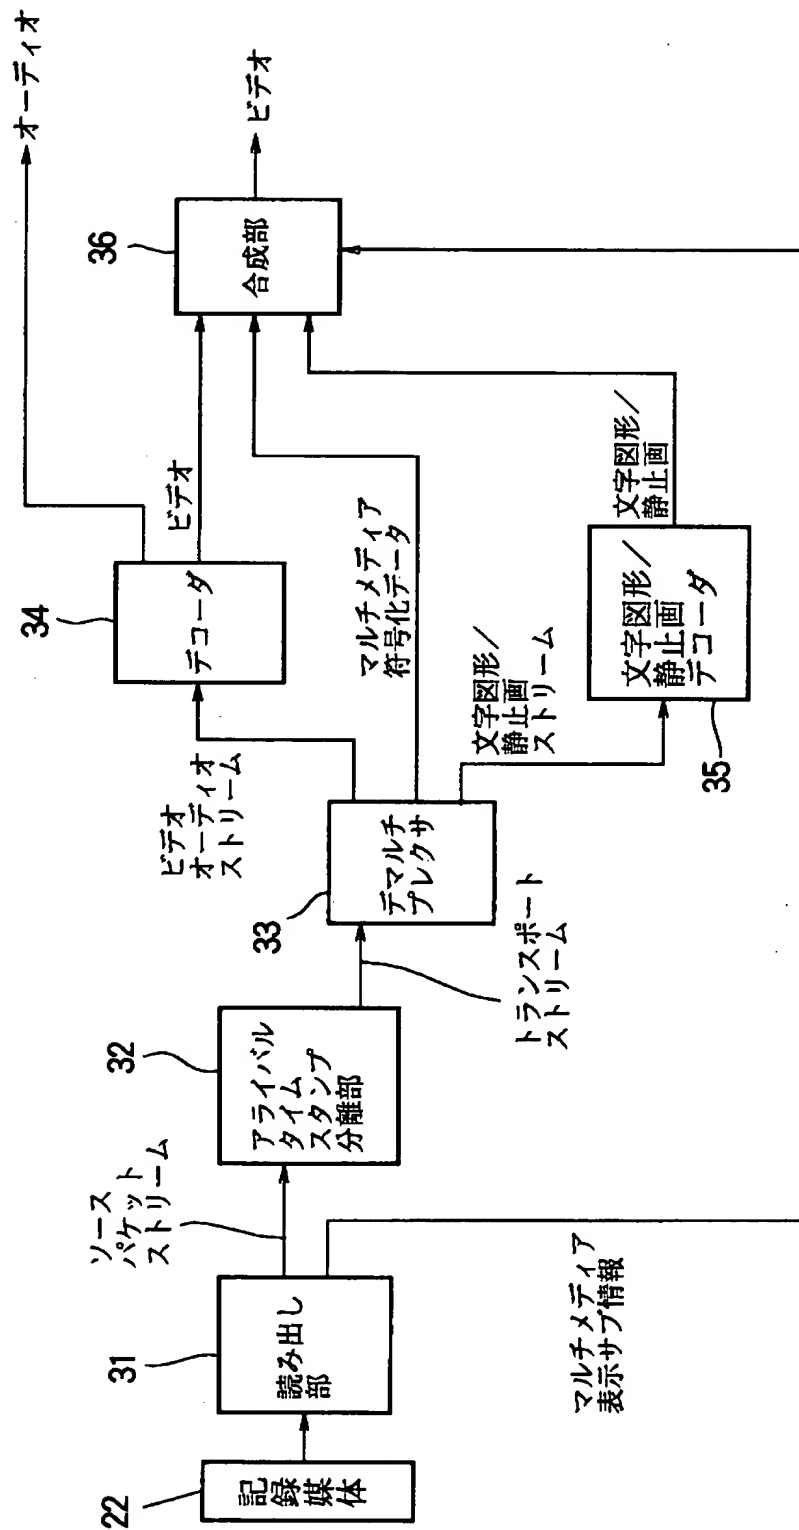 22
記録媒体
31
読み出し
部
ソース
パケット
ストリーム
32
アライバル
タイム
スタンプ
分離部
トランスポート
ストリーム
33
デマルチ
プレクサ
ビデオ
オーディオ
ストリーム
34
デコーダ
オーディオ
ビデオ
マルチメディア
符号化データ
文字図形/
静止画
ストリーム
35
文字図形/
静止画
デコーダ
文字図形/
静止画
36
合成部
ビデオ
マルチメディア
表示サブ情報